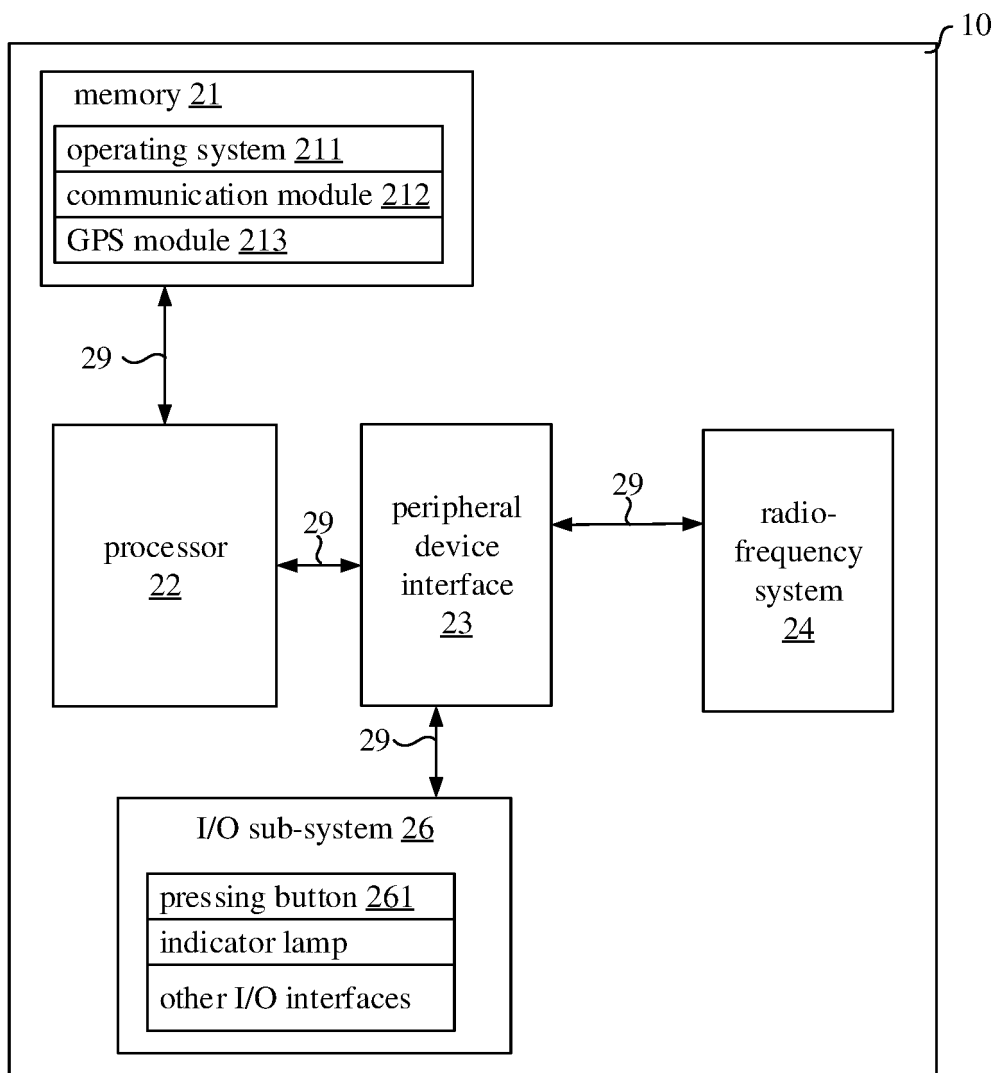 10
memory 21
operating system 211
communication module 212
GPS module 213
29
processor
22
29
peripheral
device
interface
23
29
radio-
frequency
system
24
29
I/O sub-system 26
pressing button 261
indicator lamp
other I/O interfaces